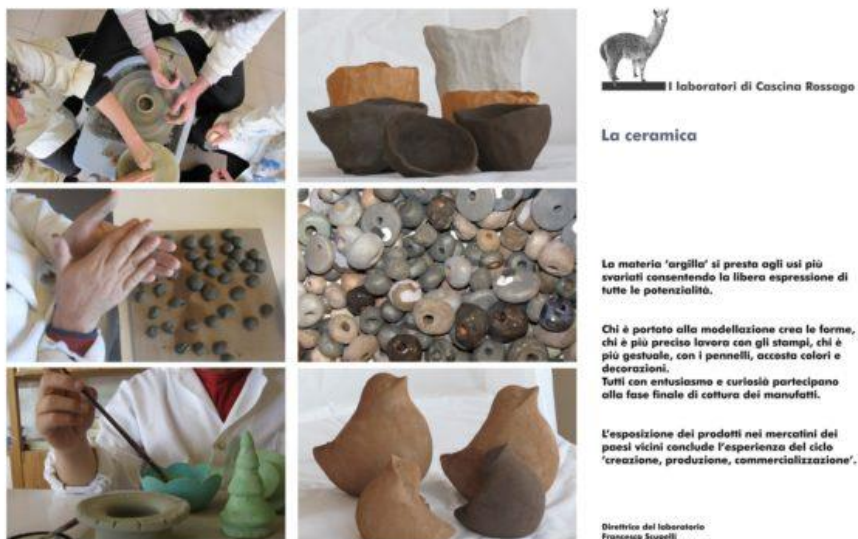 I laboratori di Cascina Rossago
La ceramica
La materia 'argilla' si presta agli usi più
svariati consentendo la libera espressione di
tutte le potenzialità.
Chi è portato alla modellazione crea le forme,
chi è più preciso lavora con gli stampi, chi è
più gestuale, con i pennelli, accosta colori e
decorazioni.
Tutti con entusiasmo e curiosià partecipano
alla fase finale di cottura dei manufatti.
L'esposizione dei prodotti nei mercatini dei
paesi vicini conclude l'esperienza del ciclo
'creazione, produzione, commercializzazione'.
Direttrice del laboratorio
Francesca Scupelli